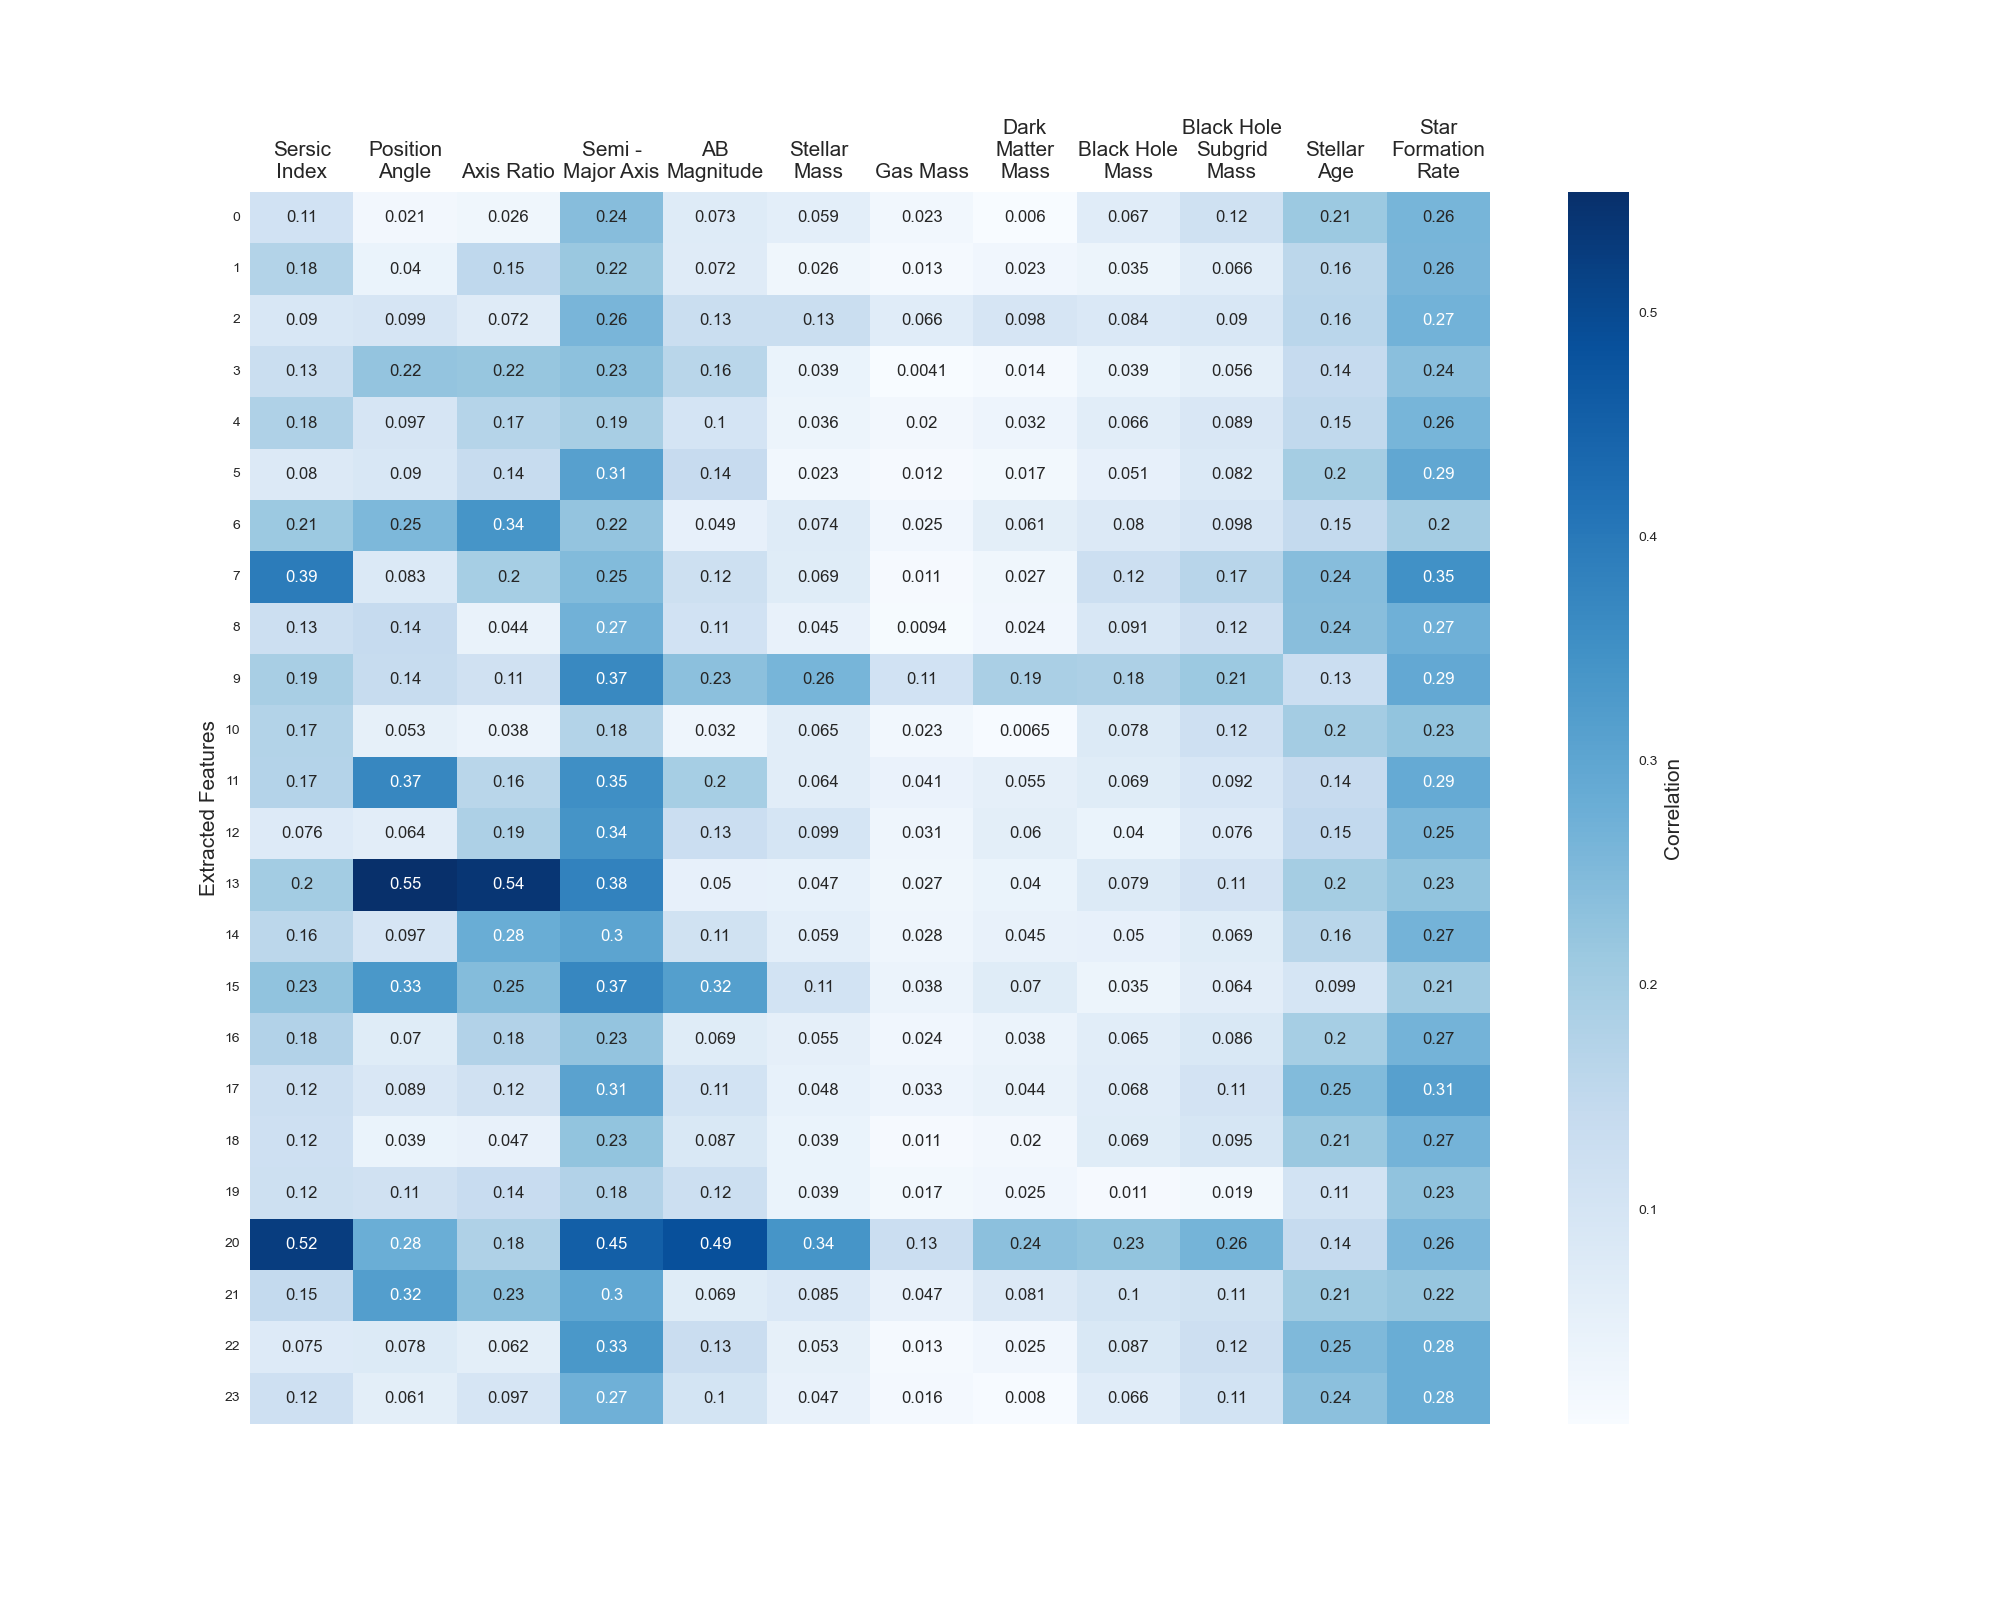 Sersic Index
Position Angle
Axis Ratio
Semi - Major Axis
AB Magnitude
Stellar Mass
Gas Mass
Dark Matter Mass
Black Hole Mass
Black Hole Subgrid Mass
Stellar Age
Star Formation Rate
0 0.11 0.021 0.026 0.24 0.073 0.059 0.023 0.006 0.067 0.12 0.21 0.26
1 0.18 0.04 0.15 0.22 0.072 0.026 0.013 0.023 0.035 0.066 0.16 0.26
2 0.09 0.099 0.072 0.26 0.13 0.13 0.066 0.098 0.084 0.09 0.16 0.27
3 0.13 0.22 0.22 0.23 0.16 0.039 0.0041 0.014 0.039 0.056 0.14 0.24
4 0.18 0.097 0.17 0.19 0.1 0.036 0.02 0.032 0.066 0.089 0.15 0.26
5 0.08 0.09 0.14 0.31 0.14 0.023 0.012 0.017 0.051 0.082 0.2 0.29
6 0.21 0.25 0.34 0.22 0.049 0.074 0.025 0.061 0.08 0.098 0.15 0.2
7 0.39 0.083 0.2 0.25 0.12 0.069 0.011 0.027 0.12 0.17 0.24 0.35
8 0.13 0.14 0.044 0.27 0.11 0.045 0.0094 0.024 0.091 0.12 0.24 0.27
9 0.19 0.14 0.11 0.37 0.23 0.26 0.11 0.19 0.18 0.21 0.13 0.29
10 0.17 0.053 0.038 0.18 0.032 0.065 0.023 0.0065 0.078 0.12 0.2 0.23
11 0.17 0.37 0.16 0.35 0.2 0.064 0.041 0.055 0.069 0.092 0.14 0.29
12 0.076 0.064 0.19 0.34 0.13 0.099 0.031 0.06 0.04 0.076 0.15 0.25
13 0.2 0.55 0.54 0.38 0.05 0.047 0.027 0.04 0.079 0.11 0.2 0.23
14 0.16 0.097 0.28 0.3 0.11 0.059 0.028 0.045 0.05 0.069 0.16 0.27
15 0.23 0.33 0.25 0.37 0.32 0.11 0.038 0.07 0.035 0.064 0.099 0.21
16 0.18 0.07 0.18 0.23 0.069 0.055 0.024 0.038 0.065 0.086 0.2 0.27
17 0.12 0.089 0.12 0.31 0.11 0.048 0.033 0.044 0.068 0.11 0.25 0.31
18 0.12 0.039 0.047 0.23 0.087 0.039 0.011 0.02 0.069 0.095 0.21 0.27
19 0.12 0.11 0.14 0.18 0.12 0.039 0.017 0.025 0.011 0.019 0.11 0.23
20 0.52 0.28 0.18 0.45 0.49 0.34 0.13 0.24 0.23 0.26 0.14 0.26
21 0.15 0.32 0.23 0.3 0.069 0.085 0.047 0.081 0.1 0.11 0.21 0.22
22 0.075 0.078 0.062 0.33 0.13 0.053 0.013 0.025 0.087 0.12 0.25 0.28
23 0.12 0.061 0.097 0.27 0.1 0.047 0.016 0.008 0.066 0.11 0.24 0.28
Extracted Features
0.5
0.4
0.3
0.2
0.1
Correlation